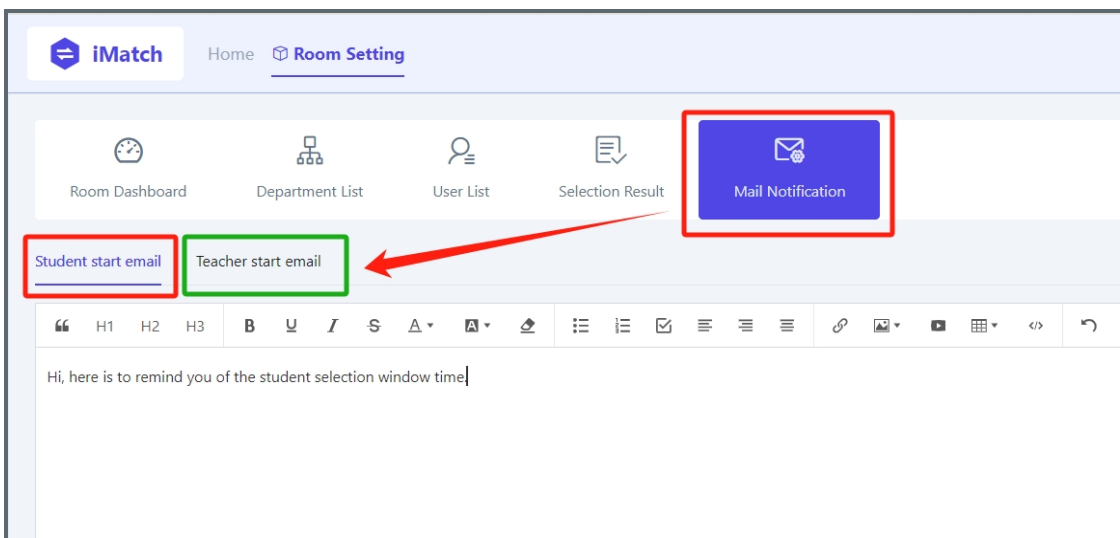 iMatch Home Room Setting
Room Dashboard Department List User List Selection Result Mail Notification
Student start email Teacher start email
H1 H2 H3 B U I S A A
Hi, here is to remind you of the student selection window time.